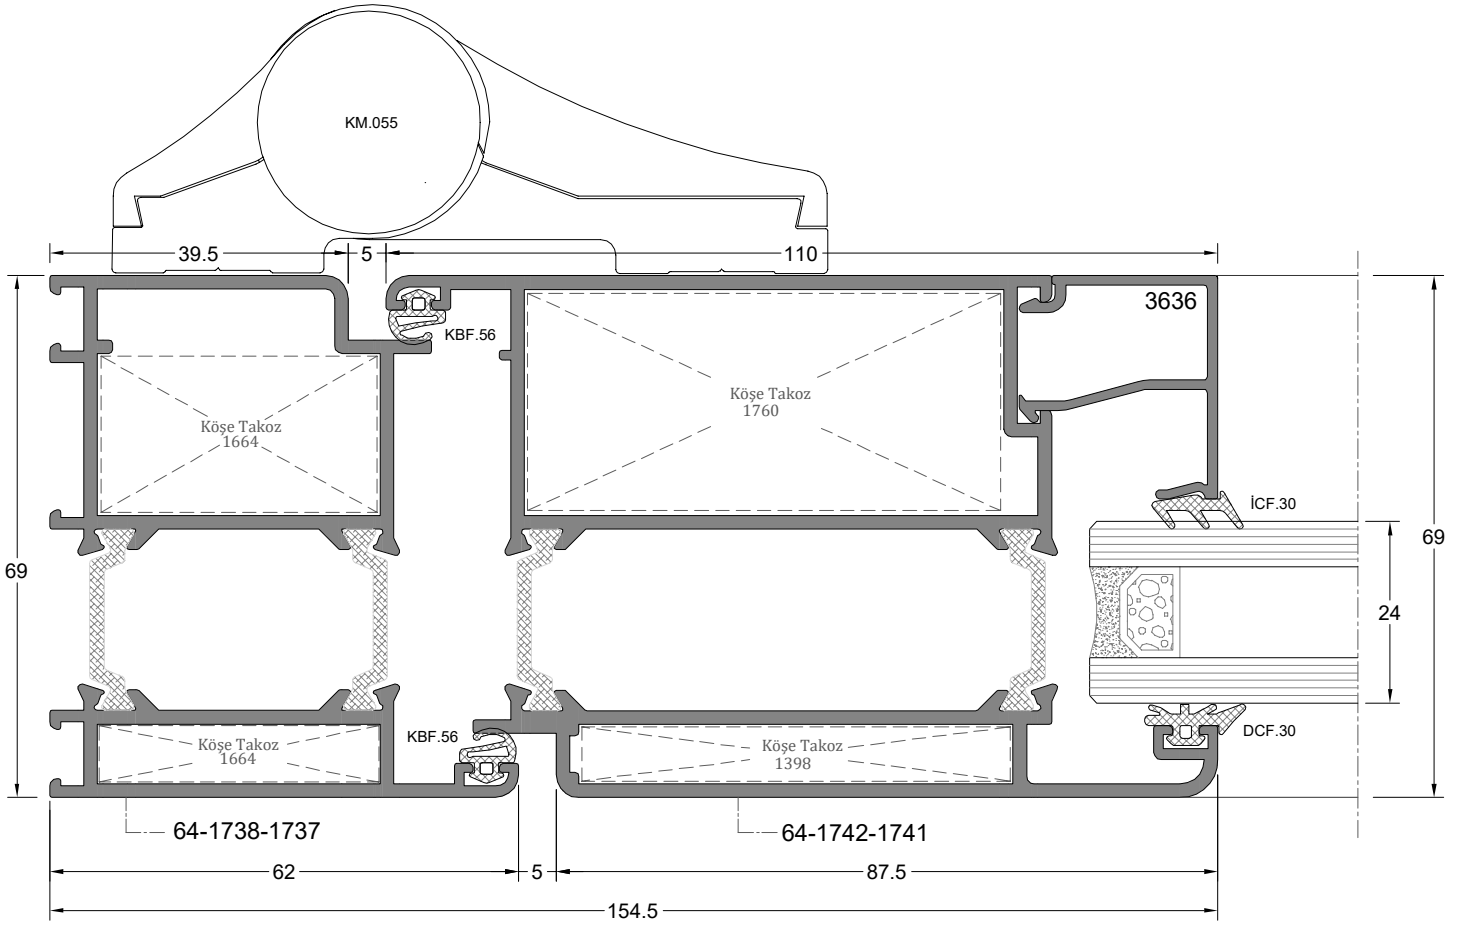 KM.055
39.5
5
110
3636
KBF.56
Köşe Takoz
1760
Köşe Takoz
1664
İCF.30
69
69
24
KBF.56
DCF.30
Köşe Takoz
1664
Köşe Takoz
1398
64-1738-1737
64-1742-1741
62
5
87.5
154.5